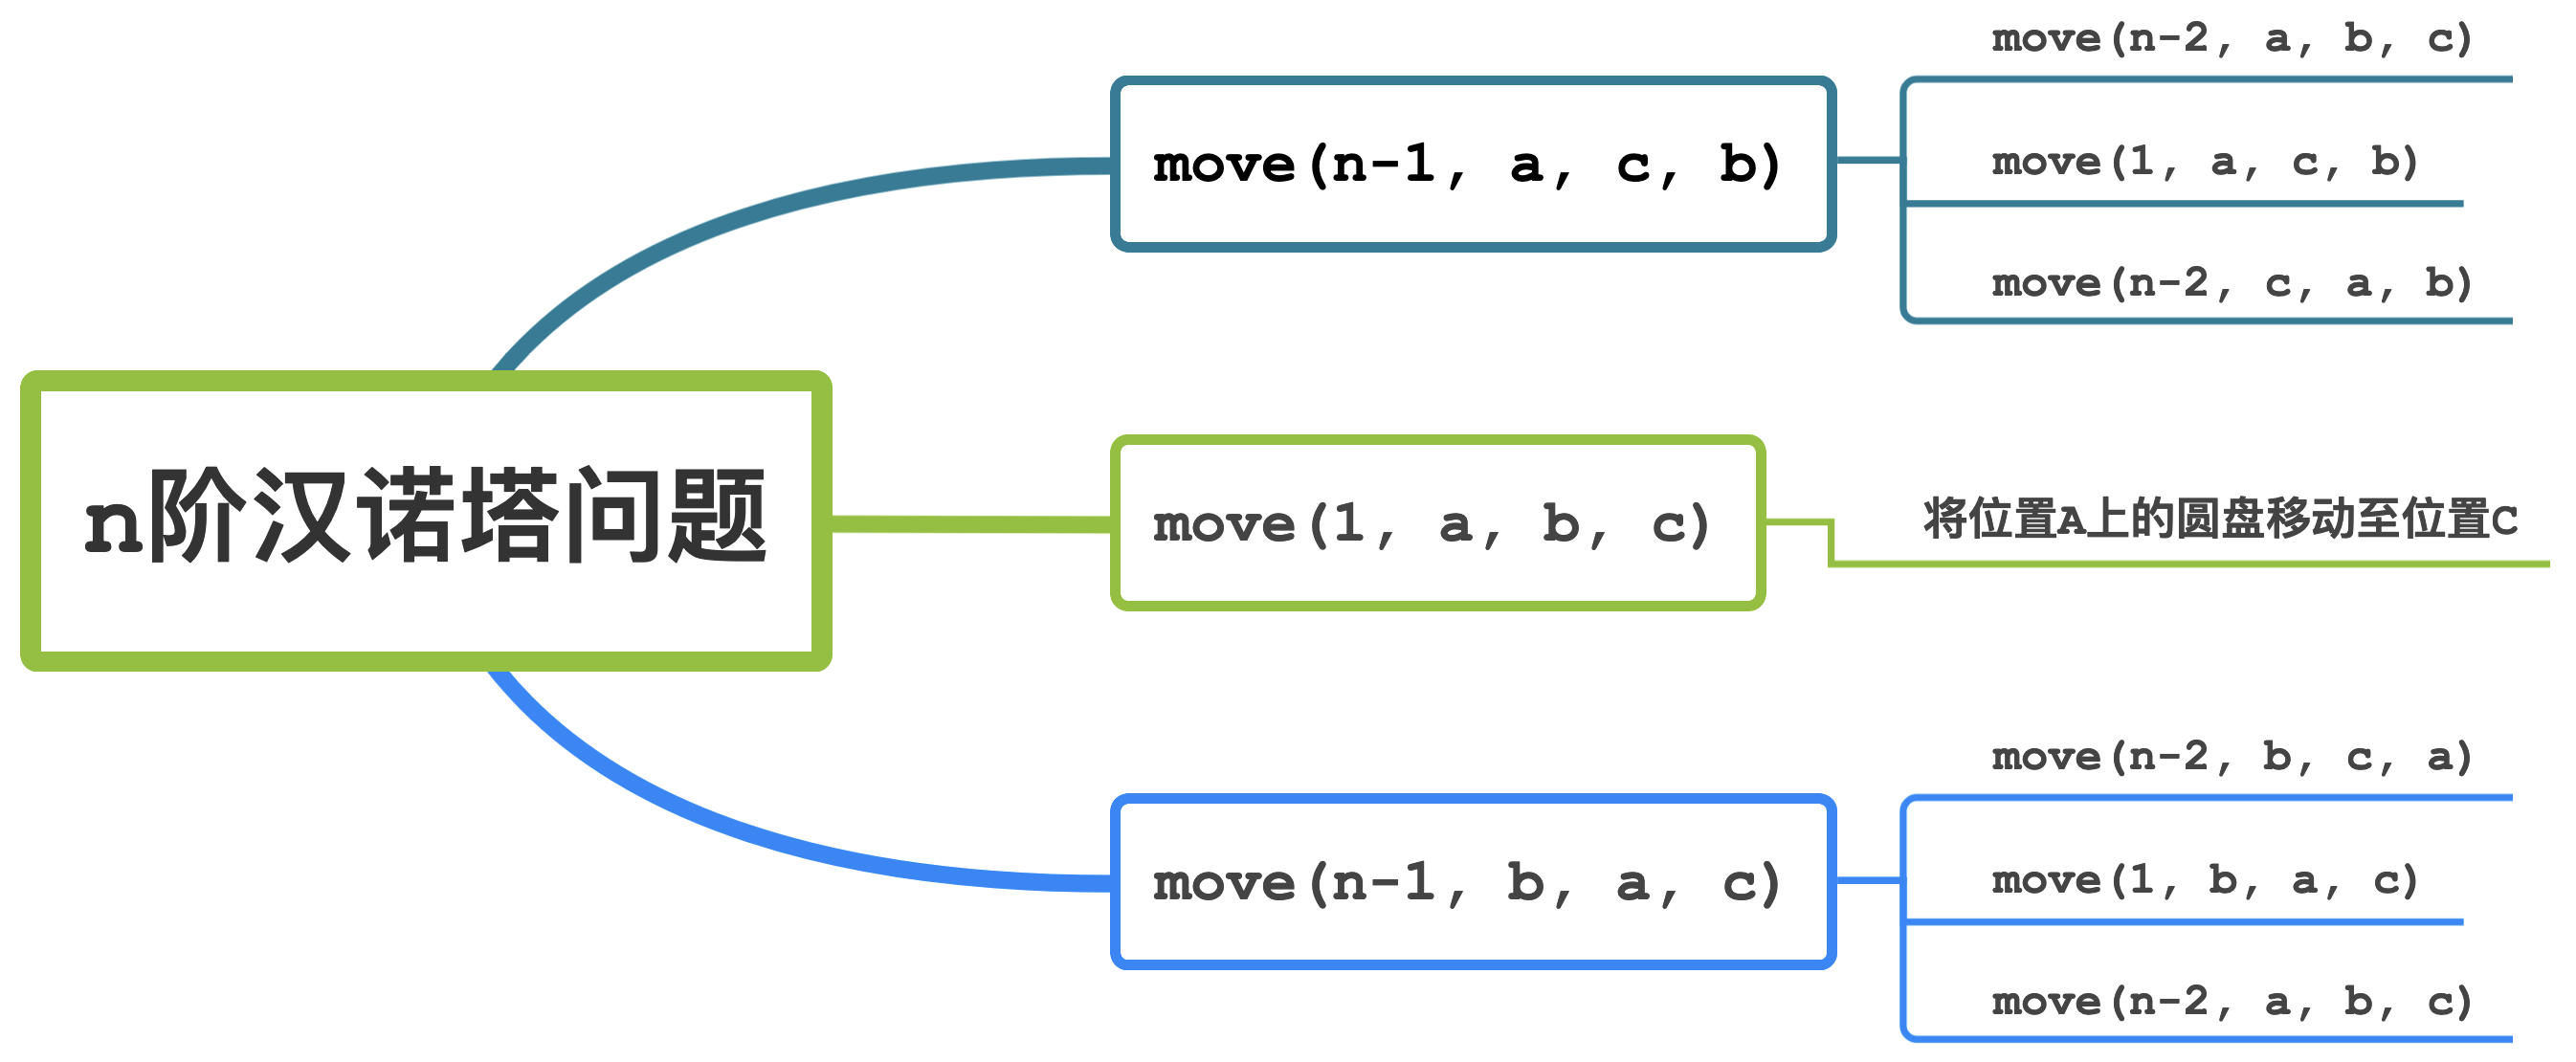 n阶汉诺塔问题
move(n-1, a, c, b)
move(n-2, a, b, c)
move(1, a, c, b)
move(n-2, c, a, b)
move(1, a, b, c)
将位置A上的圆盘移动至位置C
move(n-1, b, a, c)
move(n-2, b, c, a)
move(1, b, a, c)
move(n-2, a, b, c)